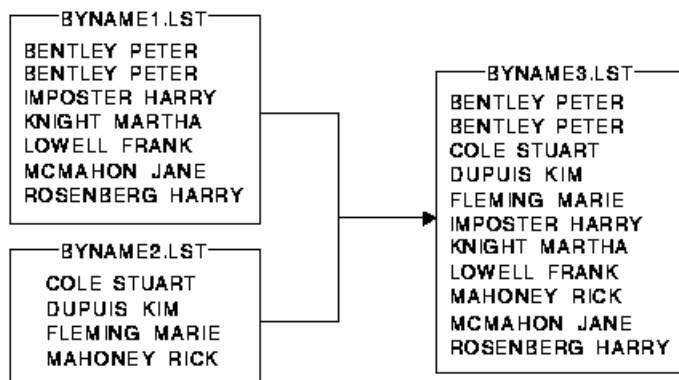 BYNAME1.LST
BENTLEY PETER
BENTLEY PETER
IMPOSTER HARRY
KNIGHT MARTHA
LOWELL FRANK
MCMAHON JANE
ROSENBERG HARRY
BYNAME2.LST
COLE STUART
DUPUIS KIM
FLEMING MARIE
MAHONEY RICK
BYNAME3.LST
BENTLEY PETER
BENTLEY PETER
COLE STUART
DUPUIS KIM
FLEMING MARIE
IMPOSTER HARRY
KNIGHT MARTHA
LOWELL FRANK
MAHONEY RICK
MCMAHON JANE
ROSENBERG HARRY